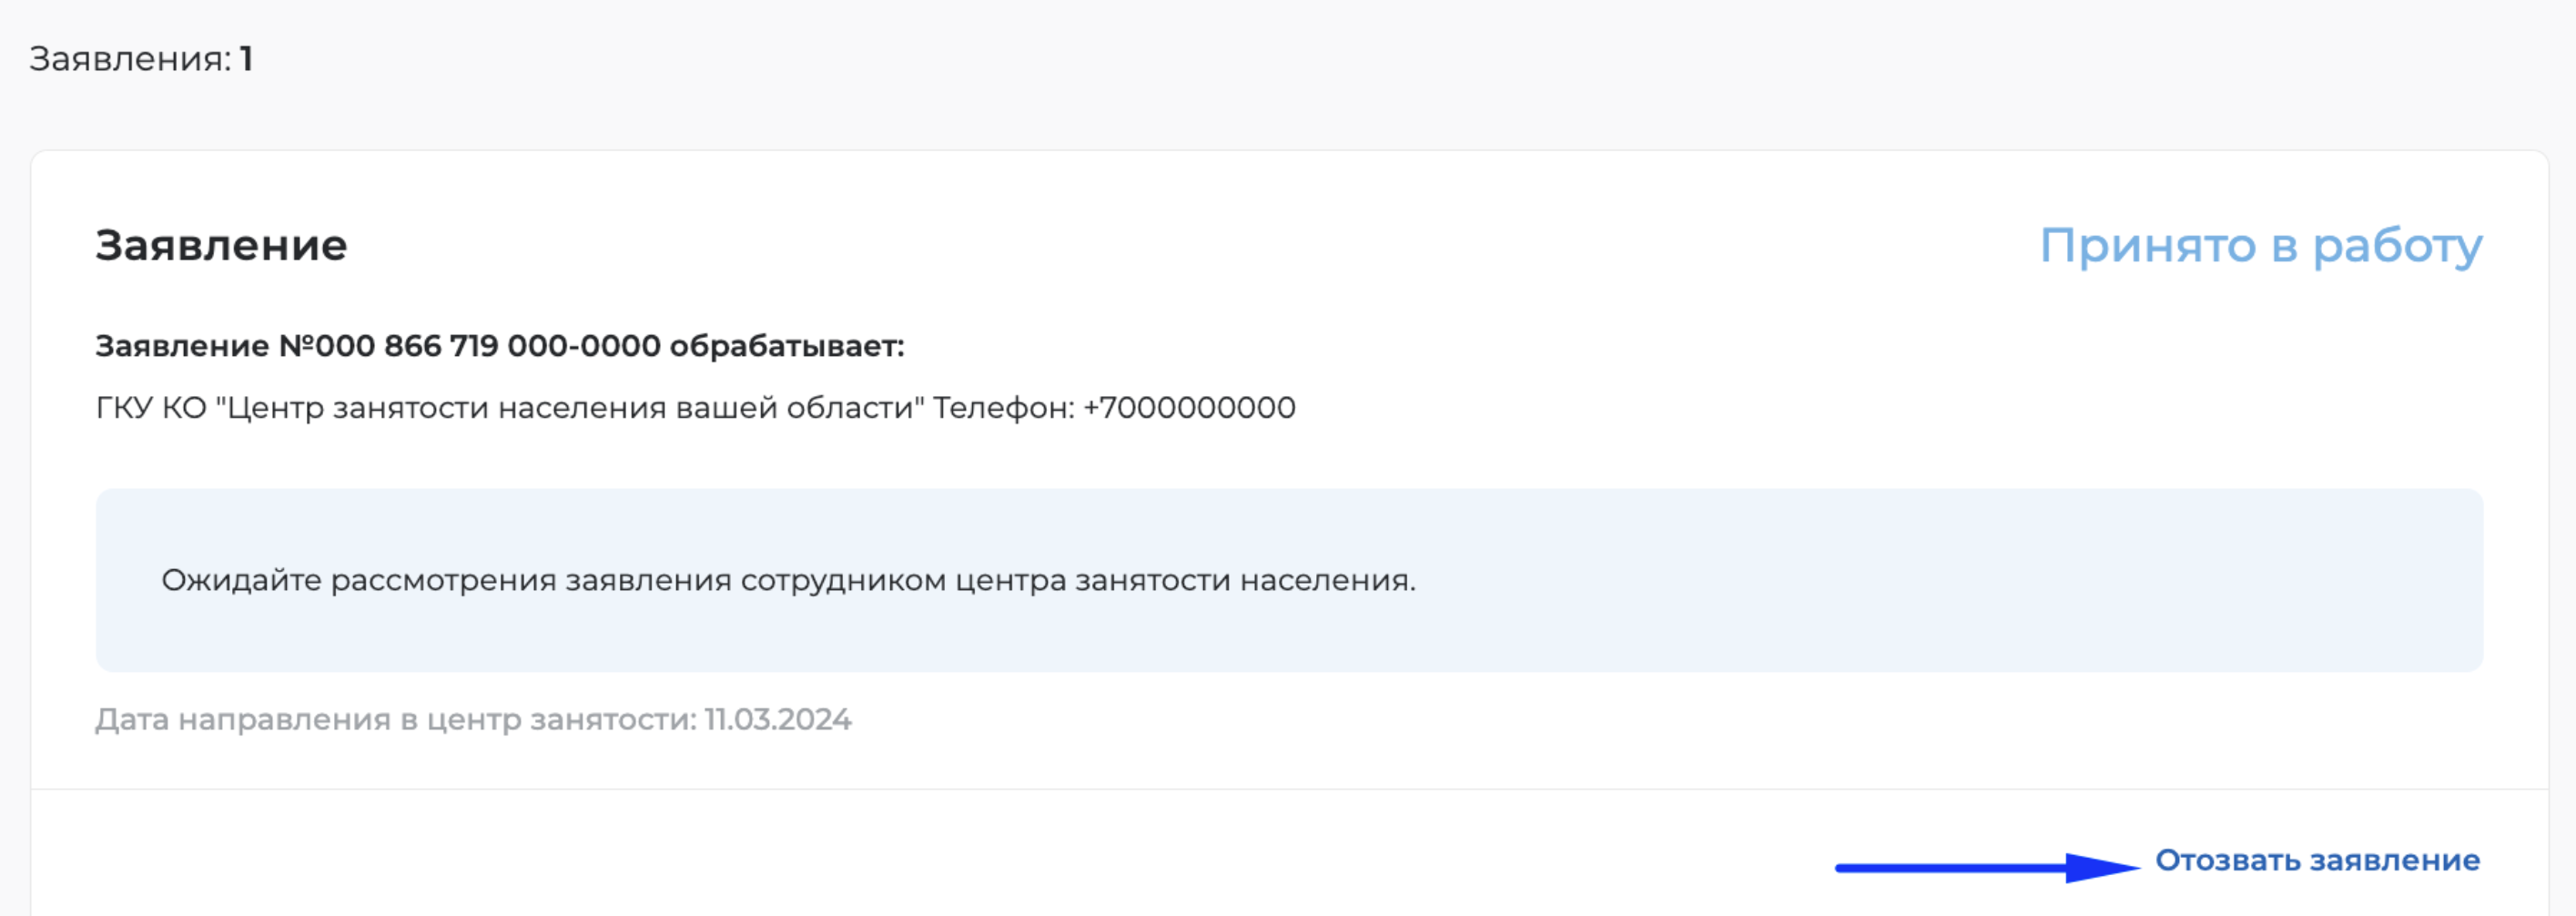 Заявления: 1
Заявление
Принято в работу
Заявление №000 866 719 000-0000 обрабатывает:
ГКУ КО "Центр занятости населения вашей области" Телефон: +7000000000
Ожидайте рассмотрения заявления сотрудником центра занятости населения.
Дата направления в центр занятости: 11.03.2024
Отозвать заявление